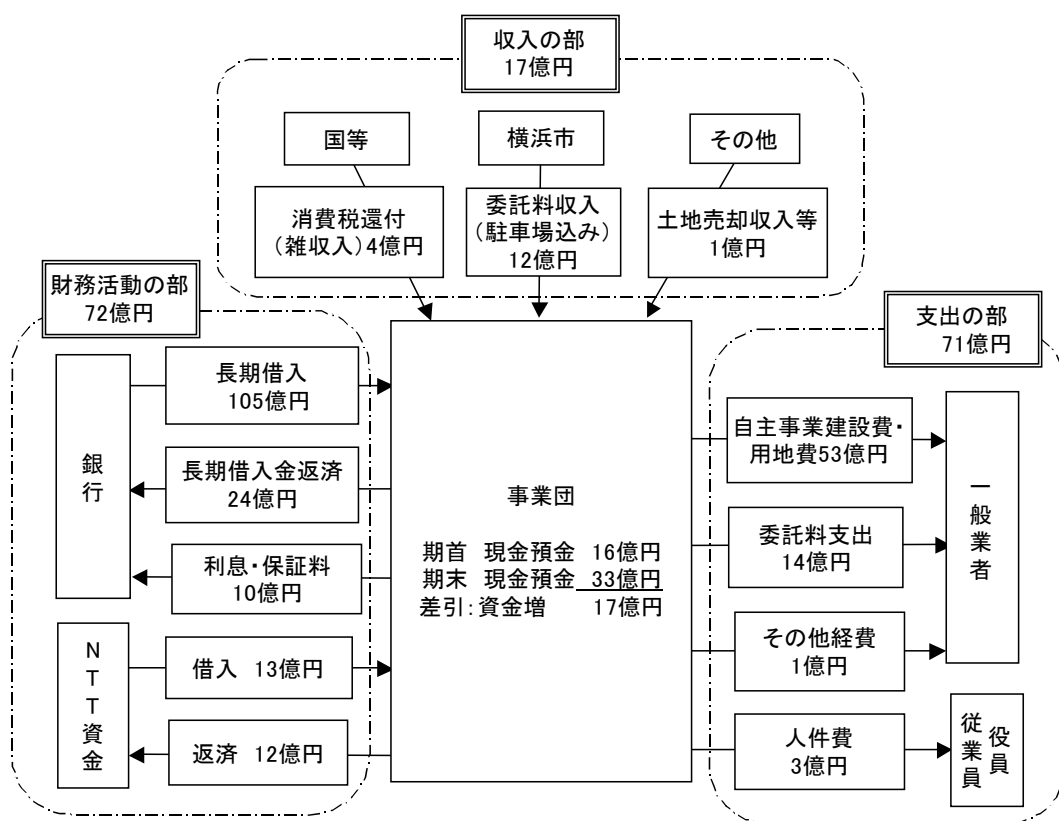 収入の部
17億円
国等
横浜市
その他
消費税還付
(雑収入)4億円
委託料収入
(駐車場込み)
12億円
土地売却収入等
1億円
財務活動の部
72億円
銀行
長期借入
105億円
長期借入金返済
24億円
利息・保証料
10億円
NTT資金
借入 13億円
返済 12億円
事業団
期首 現金預金 16億円
期末 現金預金 33億円
差引:資金増 17億円
支出の部
71億円
自主事業建設費・
用地費53億円
委託料支出
14億円
その他経費
1億円
人件費
3億円
一般業者
役員
従業員